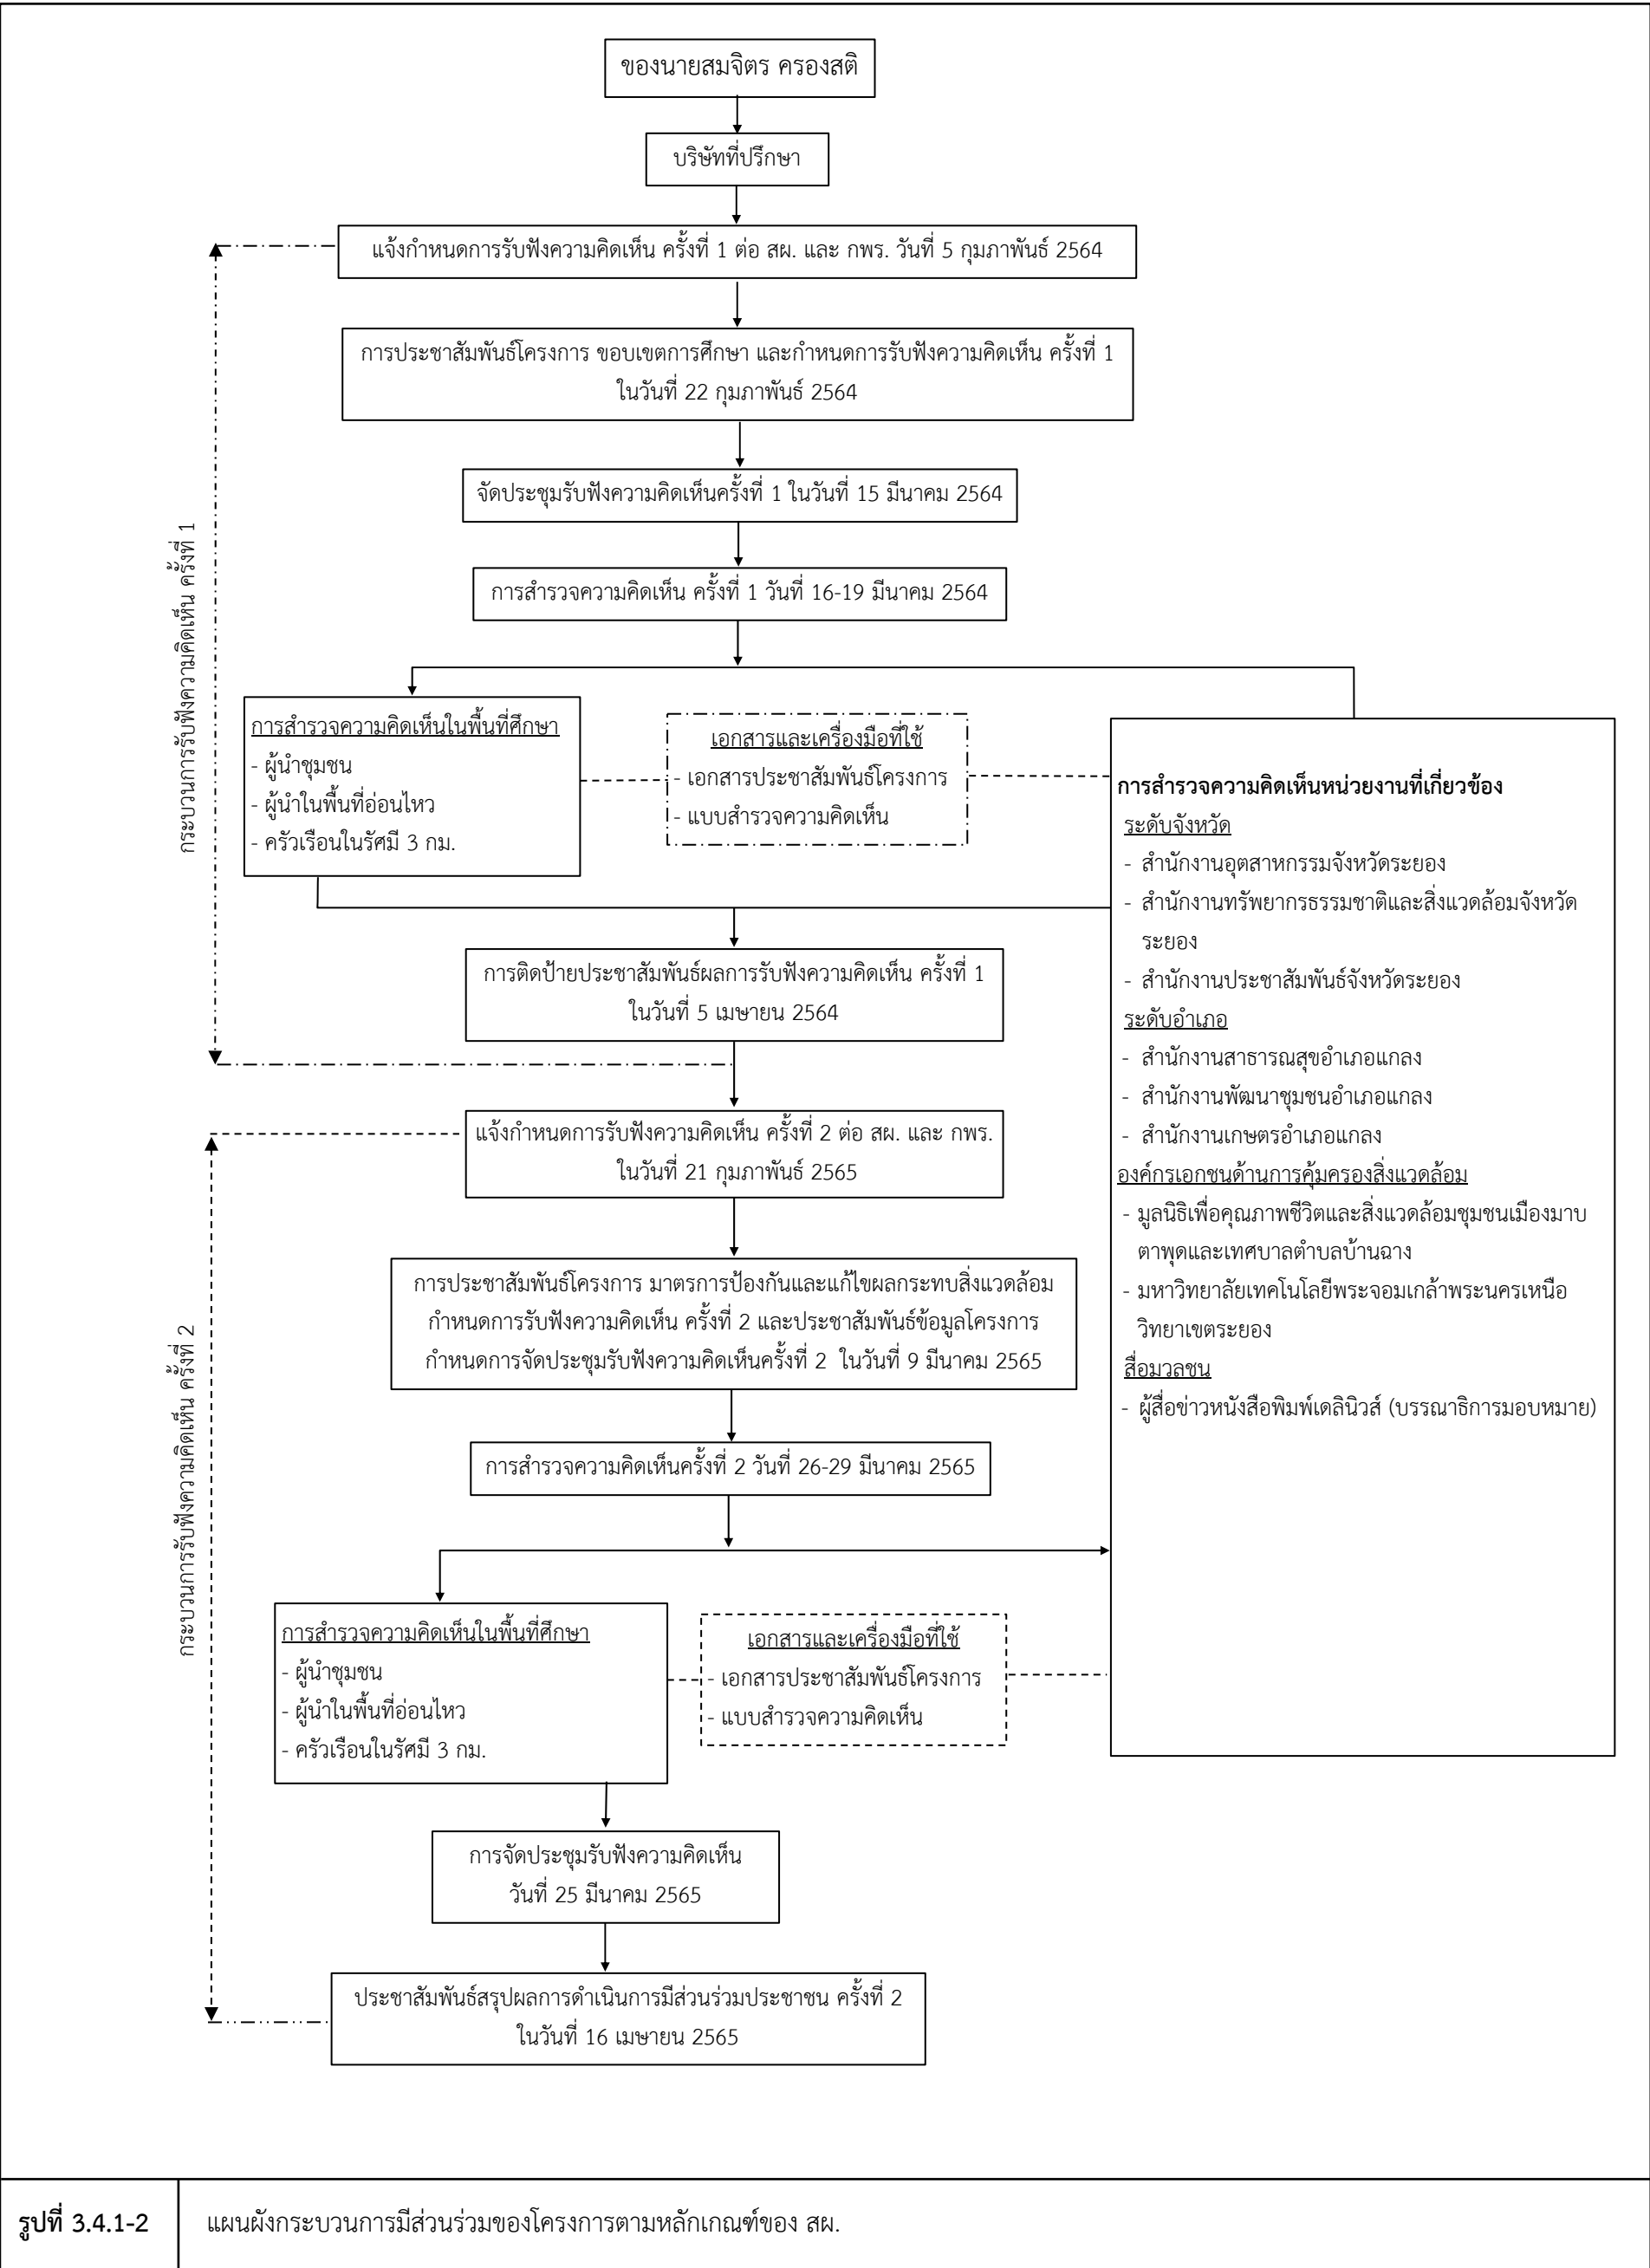 ของนายสมจิตร ครองสติ
บริษัทที่ปรึกษา
แจ้งกำหนดการรับฟังความคิดเห็น ครั้งที่ 1 ต่อ สผ. และ กพร. วันที่ 5 กุมภาพันธ์ 2564
การประชาสัมพันธ์โครงการ ขอบเขตการศึกษา และกำหนดการรับฟังความคิดเห็น ครั้งที่ 1
ในวันที่ 22 กุมภาพันธ์ 2564
จัดประชุมรับฟังความคิดเห็นครั้งที่ 1 ในวันที่ 15 มีนาคม 2564
การสำรวจความคิดเห็น ครั้งที่ 1 วันที่ 16-19 มีนาคม 2564
กระบวนการรับฟังความคิดเห็น ครั้งที่ 1
การสำรวจความคิดเห็นในพื้นที่ศึกษา
- ผู้นำชุมชน
- ผู้นำในพื้นที่อ่อนไหว
- ครัวเรือนในรัศมี 3 กม.
เอกสารและเครื่องมือที่ใช้
- เอกสารประชาสัมพันธ์โครงการ
- แบบสำรวจความคิดเห็น
การสำรวจความคิดเห็นหน่วยงานที่เกี่ยวข้อง
ระดับจังหวัด
- สำนักงานอุตสาหกรรมจังหวัดระยอง
- สำนักงานทรัพยากรธรรมชาติและสิ่งแวดล้อมจังหวัด
ระยอง
- สำนักงานประชาสัมพันธ์จังหวัดระยอง
ระดับอำเภอ
- สำนักงานสาธารณสุขอำเภอแกลง
- สำนักงานพัฒนาชุมชนอำเภอแกลง
- สำนักงานเกษตรอำเภอแกลง
องค์กรเอกชนด้านการคุ้มครองสิ่งแวดล้อม
- มูลนิธิเพื่อคุณภาพชีวิตและสิ่งแวดล้อมชุมชนเมืองมาบ
ตาพุดและเทศบาลตำบลบ้านฉาง
- มหาวิทยาลัยเทคโนโลยีพระจอมเกล้าพระนครเหนือ
วิทยาเขตระยอง
สื่อมวลชน
- ผู้สื่อข่าวหนังสือพิมพ์เดลินิวส์ (บรรณาธิการมอบหมาย)
การติดป้ายประชาสัมพันธ์ผลการรับฟังความคิดเห็น ครั้งที่ 1
ในวันที่ 5 เมษายน 2564
แจ้งกำหนดการรับฟังความคิดเห็น ครั้งที่ 2 ต่อ สผ. และ กพร.
ในวันที่ 21 กุมภาพันธ์ 2565
การประชาสัมพันธ์โครงการ มาตรการป้องกันและแก้ไขผลกระทบสิ่งแวดล้อม
กำหนดการรับฟังความคิดเห็น ครั้งที่ 2 และประชาสัมพันธ์ข้อมูลโครงการ
กำหนดการจัดประชุมรับฟังความคิดเห็นครั้งที่ 2 ในวันที่ 9 มีนาคม 2565
การสำรวจความคิดเห็นครั้งที่ 2 วันที่ 26-29 มีนาคม 2565
กระบวนการรับฟังความคิดเห็น ครั้งที่ 2
การสำรวจความคิดเห็นในพื้นที่ศึกษา
- ผู้นำชุมชน
- ผู้นำในพื้นที่อ่อนไหว
- ครัวเรือนในรัศมี 3 กม.
เอกสารและเครื่องมือที่ใช้
- เอกสารประชาสัมพันธ์โครงการ
- แบบสำรวจความคิดเห็น
การจัดประชุมรับฟังความคิดเห็น
วันที่ 25 มีนาคม 2565
ประชาสัมพันธ์สรุปผลการดำเนินการมีส่วนร่วมประชาชน ครั้งที่ 2
ในวันที่ 16 เมษายน 2565
รูปที่ 3.4.1-2
แผนผังกระบวนการมีส่วนร่วมของโครงการตามหลักเกณฑ์ของ สผ.